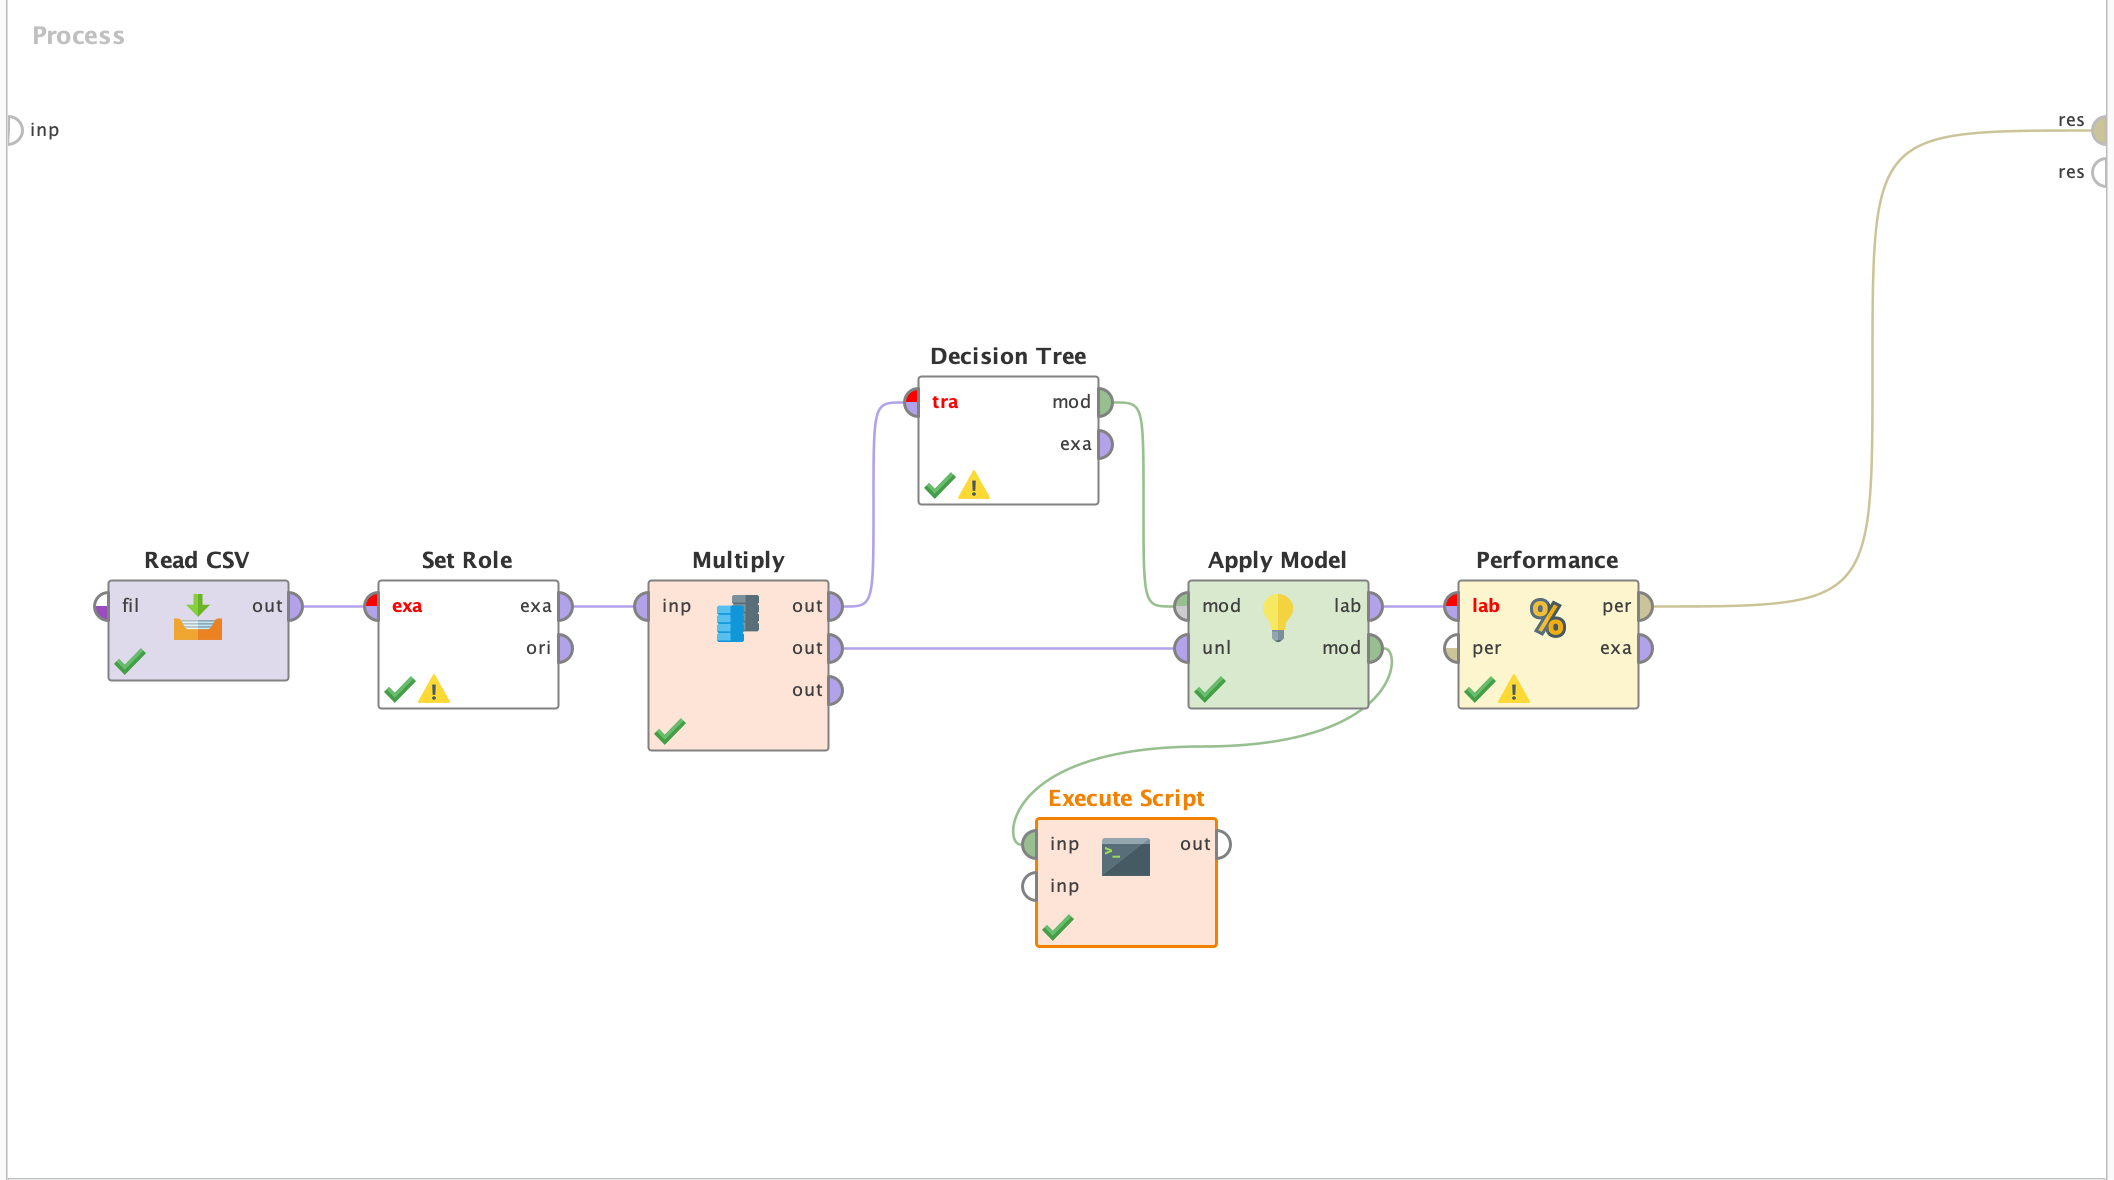 Process
inp
res
res
Decision Tree
tra mod
exa
Read CSV
fil out
Set Role
exa exa
ori
Multiply
inp out
out
out
Apply Model
mod lab
unl mod
Performance
% 
lab per
per exa
Execute Script
inp >_ out
inp